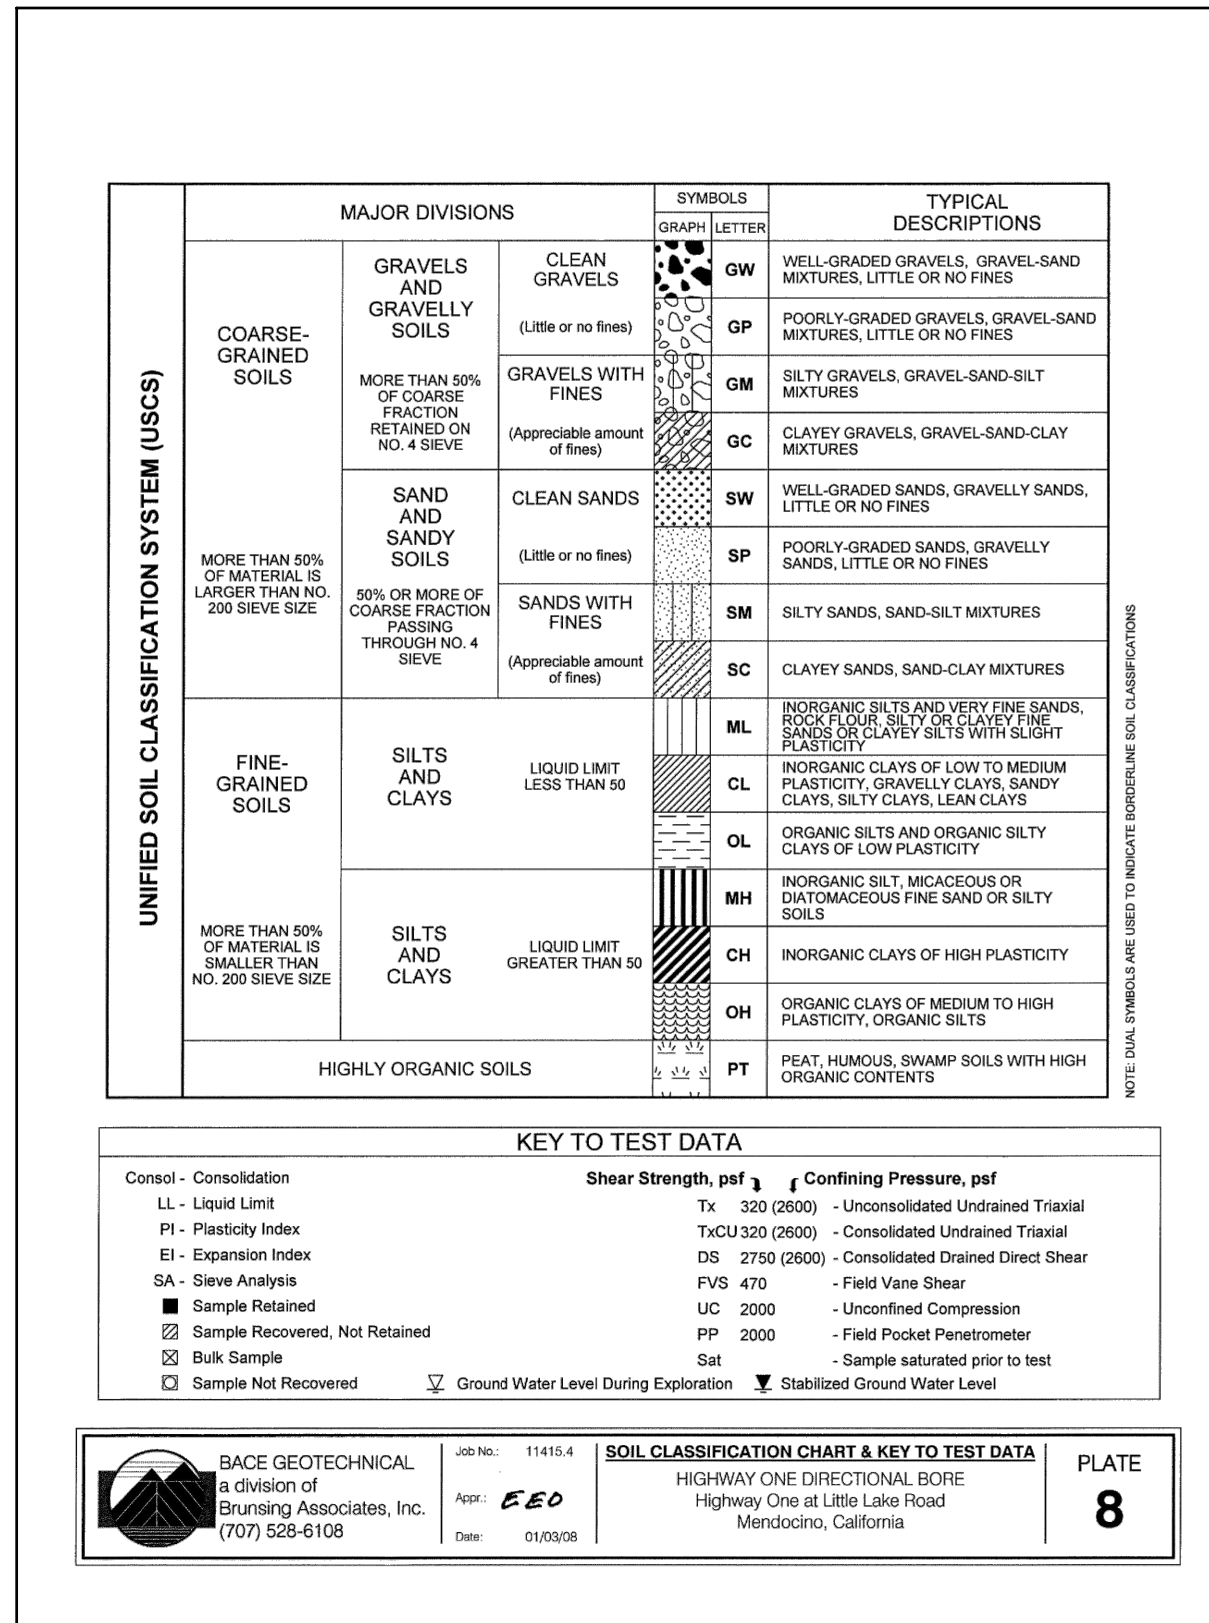 UNIFIED SOIL CLASSIFICATION SYSTEM (USCS)
MAJOR DIVISIONS
SYMBOLS
GRAPH LETTER
TYPICAL
DESCRIPTIONS
COARSE-
GRAINED
SOILS
MORE THAN 50%
OF MATERIAL IS
LARGER THAN NO.
200 SIEVE SIZE
GRAVELS
AND
GRAVELLY
SOILS
MORE THAN 50%
OF COARSE
FRACTION
RETAINED ON
NO. 4 SIEVE
CLEAN
GRAVELS
(Little or no fines)
GW
WELL-GRADED GRAVELS, GRAVEL-SAND
MIXTURES, LITTLE OR NO FINES
GP
POORLY-GRADED GRAVELS, GRAVEL-SAND
MIXTURES, LITTLE OR NO FINES
GRAVELS WITH
FINES
(Appreciable amount
of fines)
GM
SILTY GRAVELS, GRAVEL-SAND-SILT
MIXTURES
GC
CLAYEY GRAVELS, GRAVEL-SAND-CLAY
MIXTURES
SAND
AND
SANDY
SOILS
50% OR MORE OF
COARSE FRACTION
PASSING
THROUGH NO. 4
SIEVE
CLEAN SANDS
(Little or no fines)
SW
WELL-GRADED SANDS, GRAVELLY SANDS,
LITTLE OR NO FINES
SP
POORLY-GRADED SANDS, GRAVELLY
SANDS, LITTLE OR NO FINES
SANDS WITH
FINES
(Appreciable amount
of fines)
SM
SILTY SANDS, SAND-SILT MIXTURES
SC
CLAYEY SANDS, SAND-CLAY MIXTURES
FINE-
GRAINED
SOILS
MORE THAN 50%
OF MATERIAL IS
SMALLER THAN
NO. 200 SIEVE SIZE
SILTS
AND
CLAYS
LIQUID LIMIT
LESS THAN 50
ML
INORGANIC SILTS AND VERY FINE SANDS,
ROCK FLOUR, SILTY OR CLAYEY FINE
SANDS OR CLAYEY SILTS WITH SLIGHT
PLASTICITY
CL
INORGANIC CLAYS OF LOW TO MEDIUM
PLASTICITY, GRAVELLY CLAYS, SANDY
CLAYS, SILTY CLAYS, LEAN CLAYS
OL
ORGANIC SILTS AND ORGANIC SILTY
CLAYS OF LOW PLASTICITY
SILTS
AND
CLAYS
LIQUID LIMIT
GREATER THAN 50
MH
INORGANIC SILT, MICACEOUS OR
DIATOMACEOUS FINE SAND OR SILTY
SOILS
CH
INORGANIC CLAYS OF HIGH PLASTICITY
OH
ORGANIC CLAYS OF MEDIUM TO HIGH
PLASTICITY, ORGANIC SILTS
HIGHLY ORGANIC SOILS
PT
PEAT, HUMOUS, SWAMP SOILS WITH HIGH
ORGANIC CONTENTS
NOTE: DUAL SYMBOLS ARE USED TO INDICATE BORDERLINE SOIL CLASSIFICATIONS
KEY TO TEST DATA
Consol - Consolidation
LL - Liquid Limit
PI - Plasticity Index
EI - Expansion Index
SA - Sieve Analysis
Sample Retained
Sample Recovered, Not Retained
Bulk Sample
Sample Not Recovered
Shear Strength, psf Confining Pressure, psf
Tx 320 (2600) - Unconsolidated Undrained Triaxial
TxCU 320 (2600) - Consolidated Undrained Triaxial
DS 2750 (2600) - Consolidated Drained Direct Shear
FVS 470 - Field Vane Shear
UC 2000 - Unconfined Compression
PP 2000 - Field Pocket Penetrometer
Sat - Sample saturated prior to test
Ground Water Level During Exploration Stabilized Ground Water Level
BACE GEOTECHNICAL
a division of
Brunsing Associates, Inc.
(707) 528-6108
Job No.: 11415.4
Appr.: EEO
Date: 01/03/08
SOIL CLASSIFICATION CHART & KEY TO TEST DATA
HIGHWAY ONE DIRECTIONAL BORE
Highway One at Little Lake Road
Mendocino, California
PLATE
8